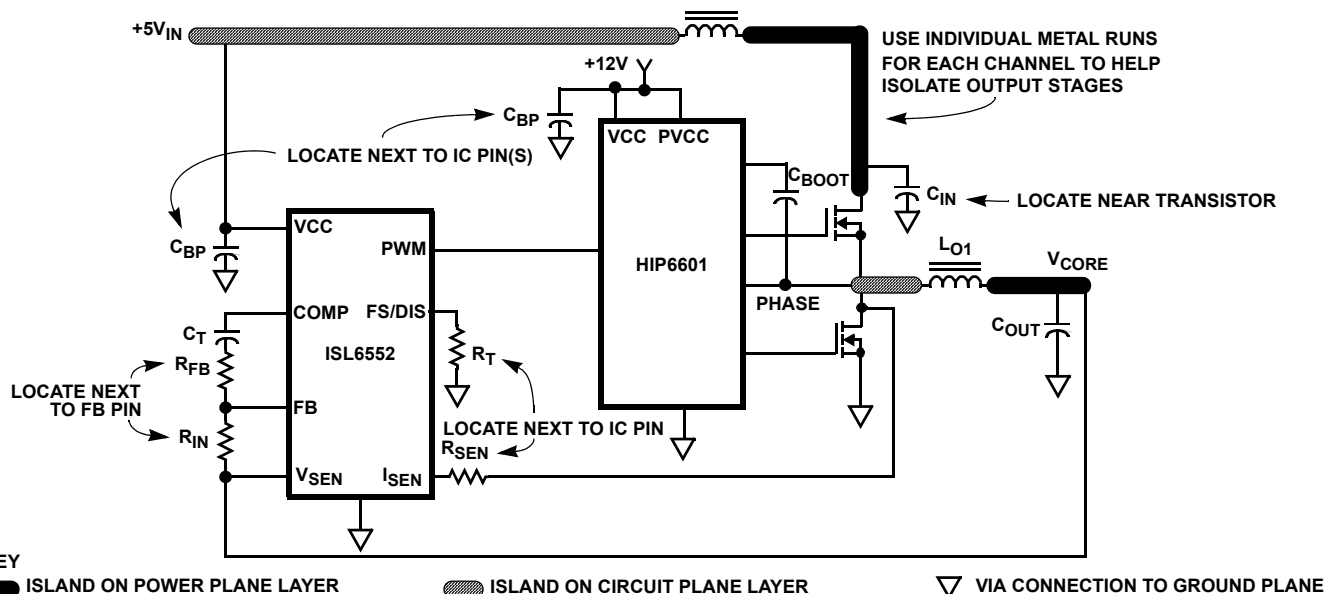 +5VIN
USE INDIVIDUAL METAL RUNS
FOR EACH CHANNEL TO HELP
ISOLATE OUTPUT STAGES
+12V
CBP
VCC PVCC
LOCATE NEXT TO IC PIN(S)
CBOOT
CIN
LOCATE NEAR TRANSISTOR
VCC
CBP
PWM
HIP6601
LO1
VCORE
COMP
FS/DIS
PHASE
CT
ISL6552
RT
COUT
RFB
LOCATE NEXT
TO FB PIN
FB
RIN
LOCATE NEXT TO IC PIN
RSEN
VSEN
ISEN
EY
ISLAND ON POWER PLANE LAYER
ISLAND ON CIRCUIT PLANE LAYER
VIA CONNECTION TO GROUND PLANE